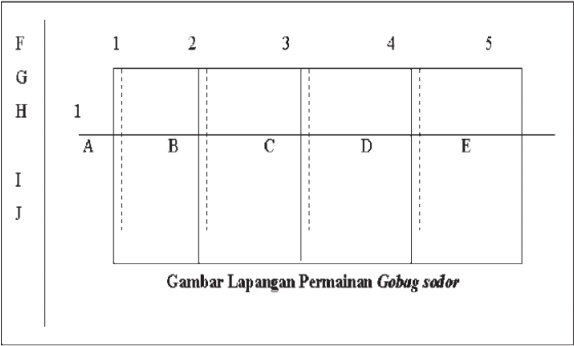 F 1 2 3 4 5
G
H 1
A B C D E
I
J
Gambar Lapangan Permainan Gobag sodor